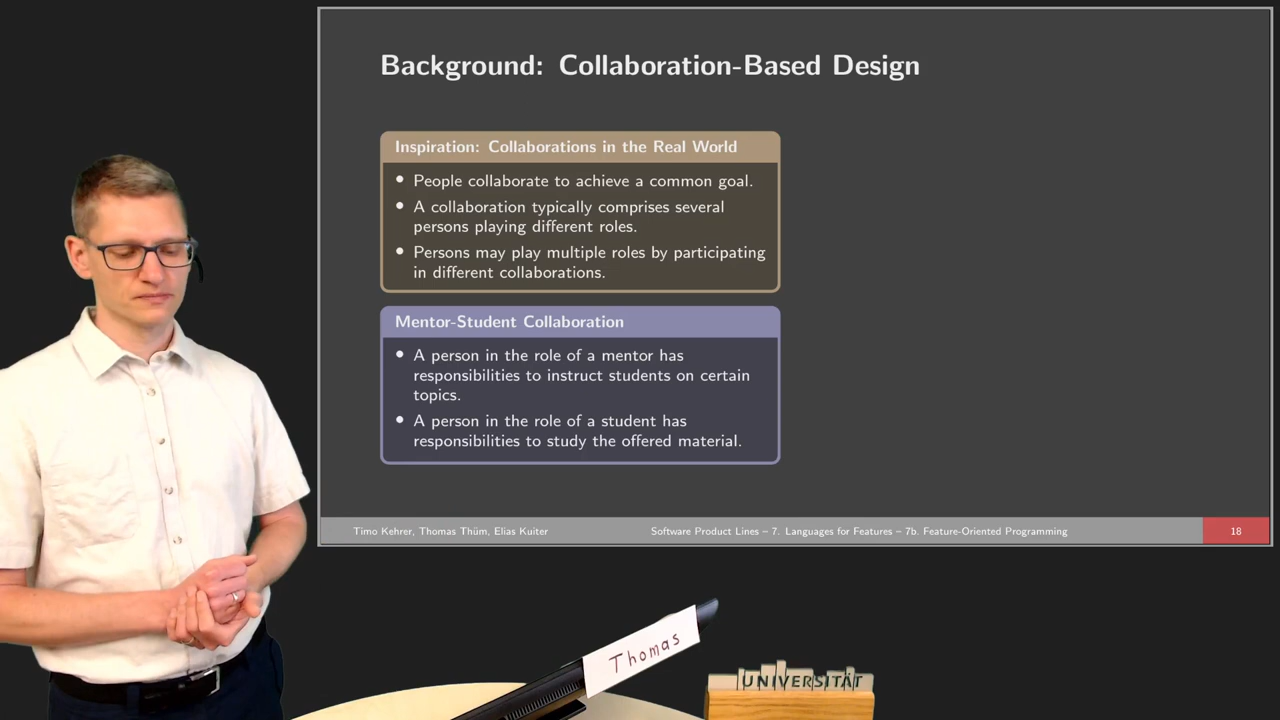 Background: Collaboration-Based Design
Inspiration: Collaborations in the Real World
• People collaborate to achieve a common goal.
• A collaboration typically comprises several
persons playing different roles.
• Persons may play multiple roles by participating
in different collaborations.
Mentor-Student Collaboration
• A person in the role of a mentor has
responsibilities to instruct students on certain
topics.
• A person in the role of a student has
responsibilities to study the offered material.
Timo Kehrer, Thomas Thüm, Elias Kuiter
Software Product Lines – 7. Languages for Features – 7b. Feature-Oriented Programming
18
Thomas
UNIVERSITÄT